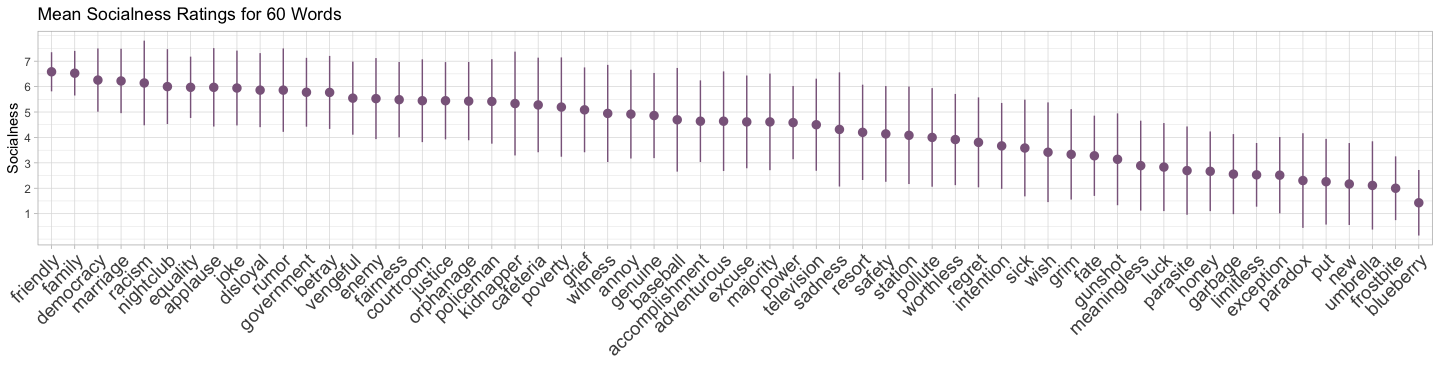 Mean Socialness Ratings for 60 Words
Socialness
7
6
5
4
3
2
1
friendly
family
democracy
marriage
racism
nightclub
equality
applause
joke
disloyal
rumor
government
betray
vengeful
enemy
fairness
courtroom
justice
orphanage
policeman
kidnapper
cafeteria
poverty
grief
witness
annoy
genuine
baseball
accomplishment
adventurous
excuse
majority
power
television
sadness
resort
safety
station
pollute
worthless
regret
intention
sick
wish
grim
fate
gunshot
meaningless
luck
parasite
honey
garbage
limitless
exception
paradox
put
new
umbrella
frostbite
blueberry